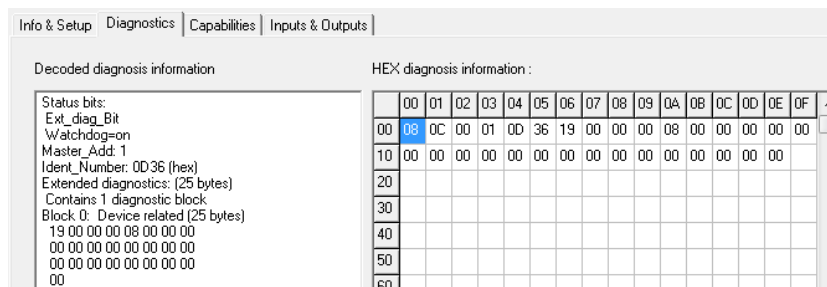 Info & Setup Diagnostics Capabilities Inputs & Outputs
Decoded diagnosis information
HEX diagnosis information :
Status bits:
Ext_diag_Bit
Watchdog=on
Master_Add: 1
Ident_Number: 0D36 (hex)
Extended diagnostics: (25 bytes)
Contains 1 diagnostic block
Block 0: Device related (25 bytes)
19 00 00 00 08 00 00 00
00 00 00 00 00 00 00 00
00 00 00 00 00 00 00 00
00
00 01 02 03 04 05 06 07 08 09 0A 0B 0C 0D 0E 0F
00 08 0C 00 01 0D 36 19 00 00 00 08 00 00 00 00 00
10 00 00 00 00 00 00 00 00 00 00 00 00 00 00 00
20
30
40
50
60